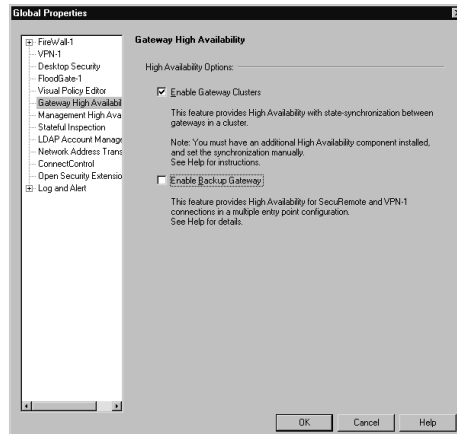 Global Properties
FireWall-1
VPN-1
Desktop Security
FloodGate-1
Visual Policy Editor
Gateway High Availabil
Management High Ava
Stateful Inspection
LDAP Account Manage
Network Address Trans
ConnectControl
Open Security Extensio
Log and Alert
Gateway High Availability
High Availability Options:
Enable Gateway Clusters
This feature provides High Availability with state-synchronization between
gateways in a cluster.
Note: You must have an additional High Availability component installed,
and set the synchronization manually.
See Help for instructions.
Enable Backup Gateway
This feature provides High Availability for SecuRemote and VPN-1
connections in a multiple entry point configuration.
See Help for details.
OK
Cancel
Help